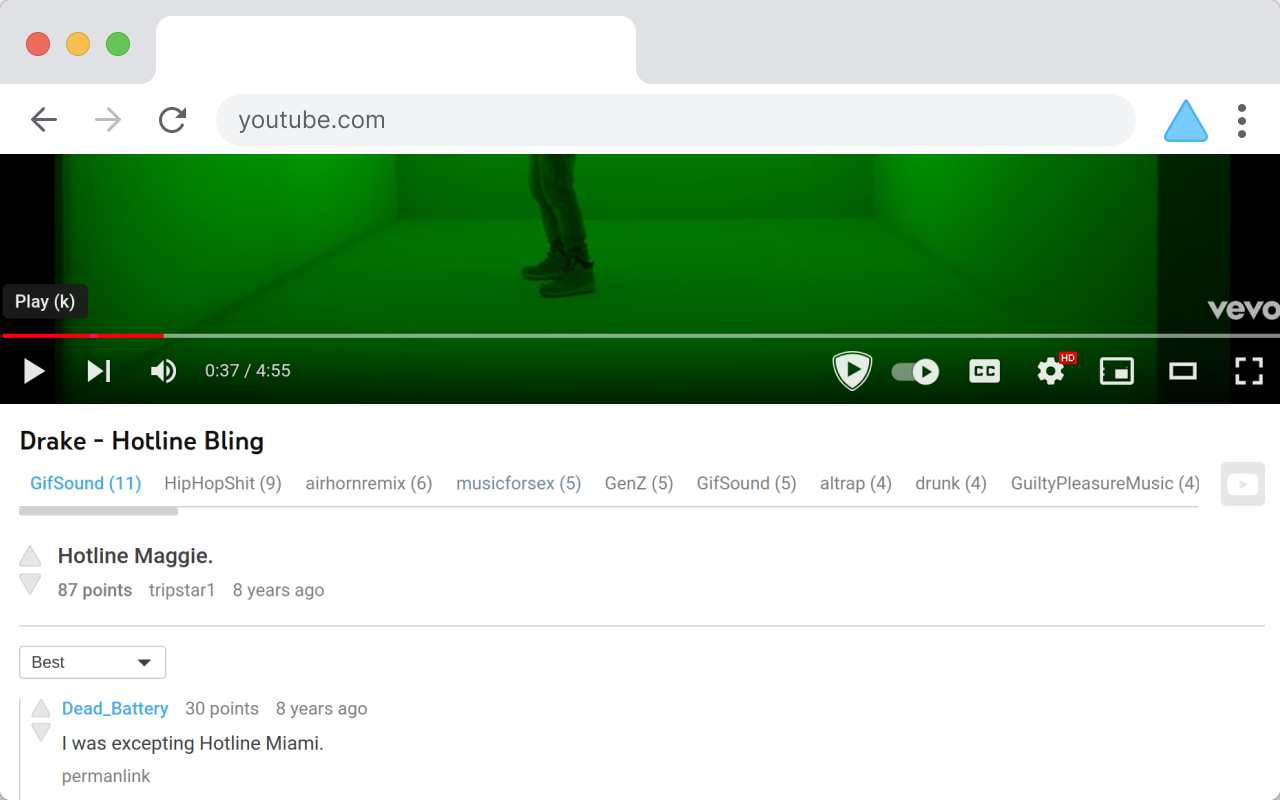 youtube.com
Play (k)
vevo
0:37 / 4:55
CC
HD
Drake - Hotline Bling
GifSound (11) HipHopShit (9) airhornremix (6) musicforsex (5) GenZ (5) GifSound (5) altrap (4) drunk (4) GuiltyPleasureMusic (4)
Hotline Maggie.
87 points tripstar1 8 years ago
Best
Dead_Battery 30 points 8 years ago
I was excepting Hotline Miami.
permanlink